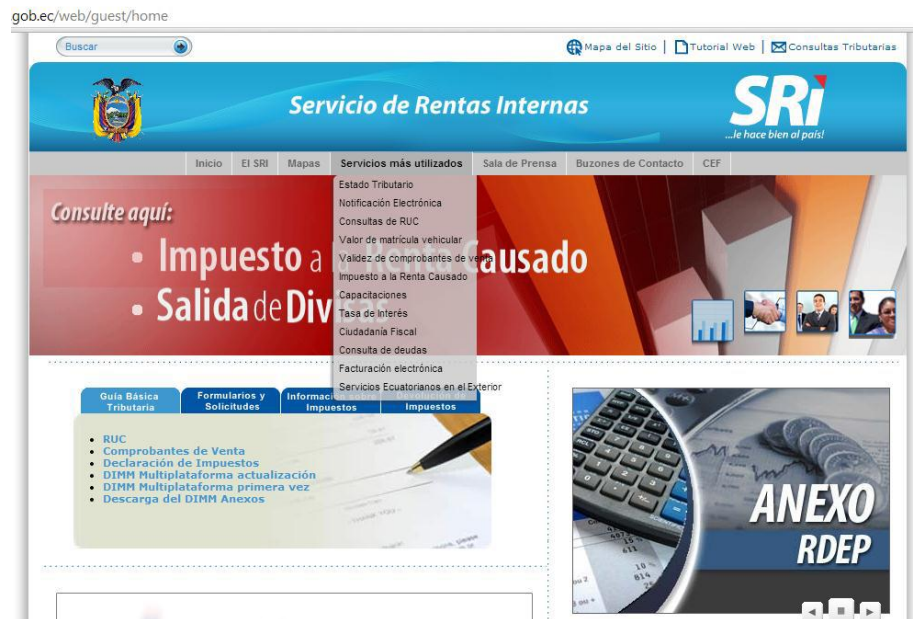 gob.ec/web/guest/home
Buscar
Mapa del Sitio | Tutorial Web | Consultas Tributarias
Servicio de Rentas Internas
SRi
...le hace bien al país!
Inicio El SRI Mapas Servicios más utilizados Sala de Prensa Buzones de Contacto CEF
Estado Tributario
Notificación Electrónica
Consultas de RUC
Valor de matrícula vehicular
Validez de comprobantes de venta
Impuesto a la Renta Causado
Capacitaciones
Tasa de Interés
Ciudadanía Fiscal
Consulta de deudas
Facturación electrónica
Servicios Ecuatorianos en el Exterior
Consulte aquí:
• Impuesto a la Renta Causado
• Salida de Divisas
Guía Básica Tributaria
Formularios y Solicitudes
Información sobre Impuestos
Devolución de Impuestos
RUC
Comprobantes de Venta
Declaración de Impuestos
DIMM Multiplataforma actualización
DIMM Multiplataforma primera vez
Descarga del DIMM Anexos
ANEXO
RDEP